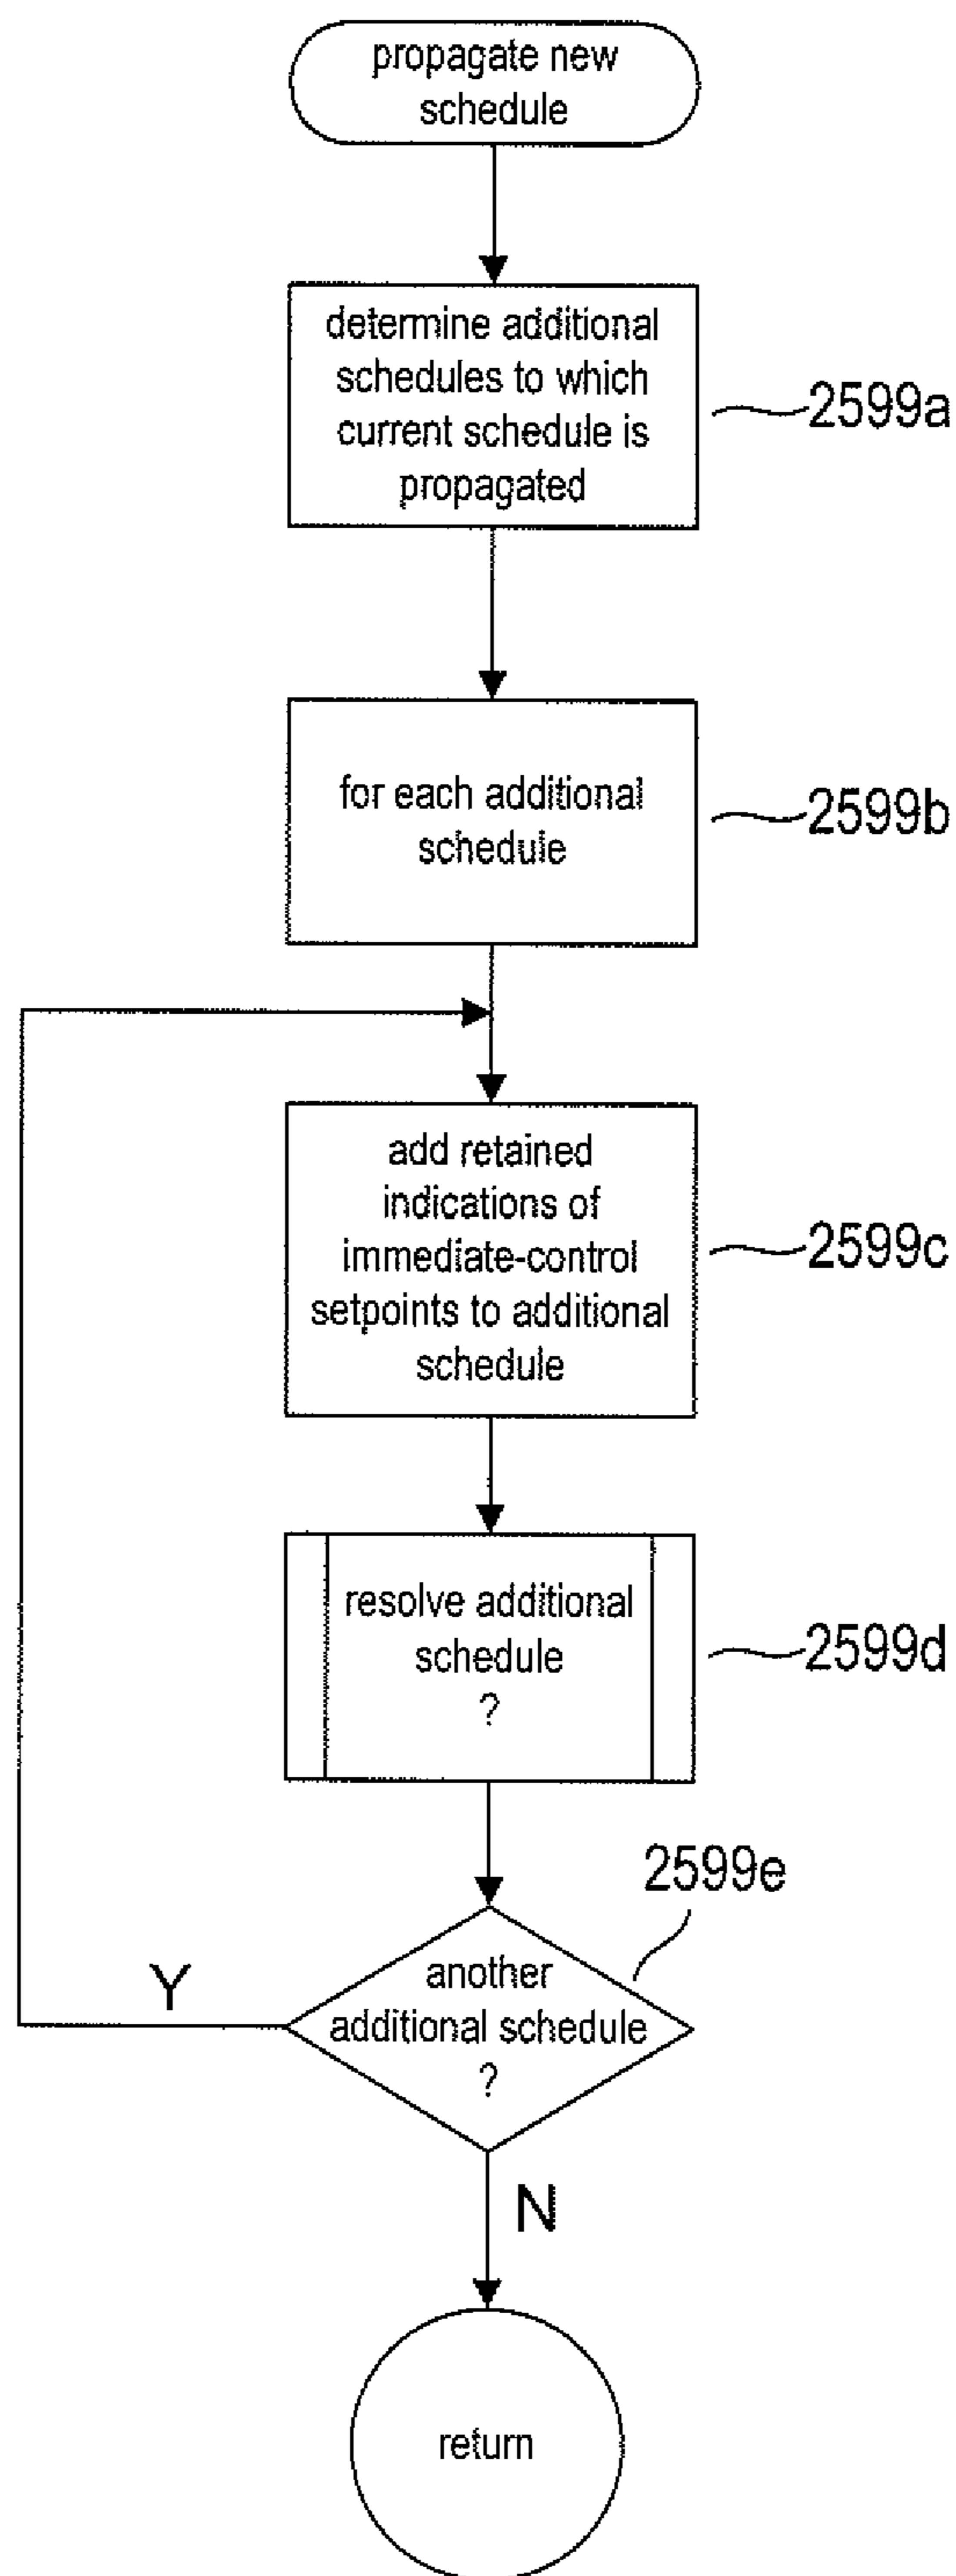 propagate new
schedule
determine additional
schedules to which
current schedule is
propagated
2599a
for each additional
schedule
2599b
add retained
indications of
immediate-control
setpoints to additional
schedule
2599c
resolve additional
schedule
?
2599d
2599e
another
additional schedule
?
Y
N
return